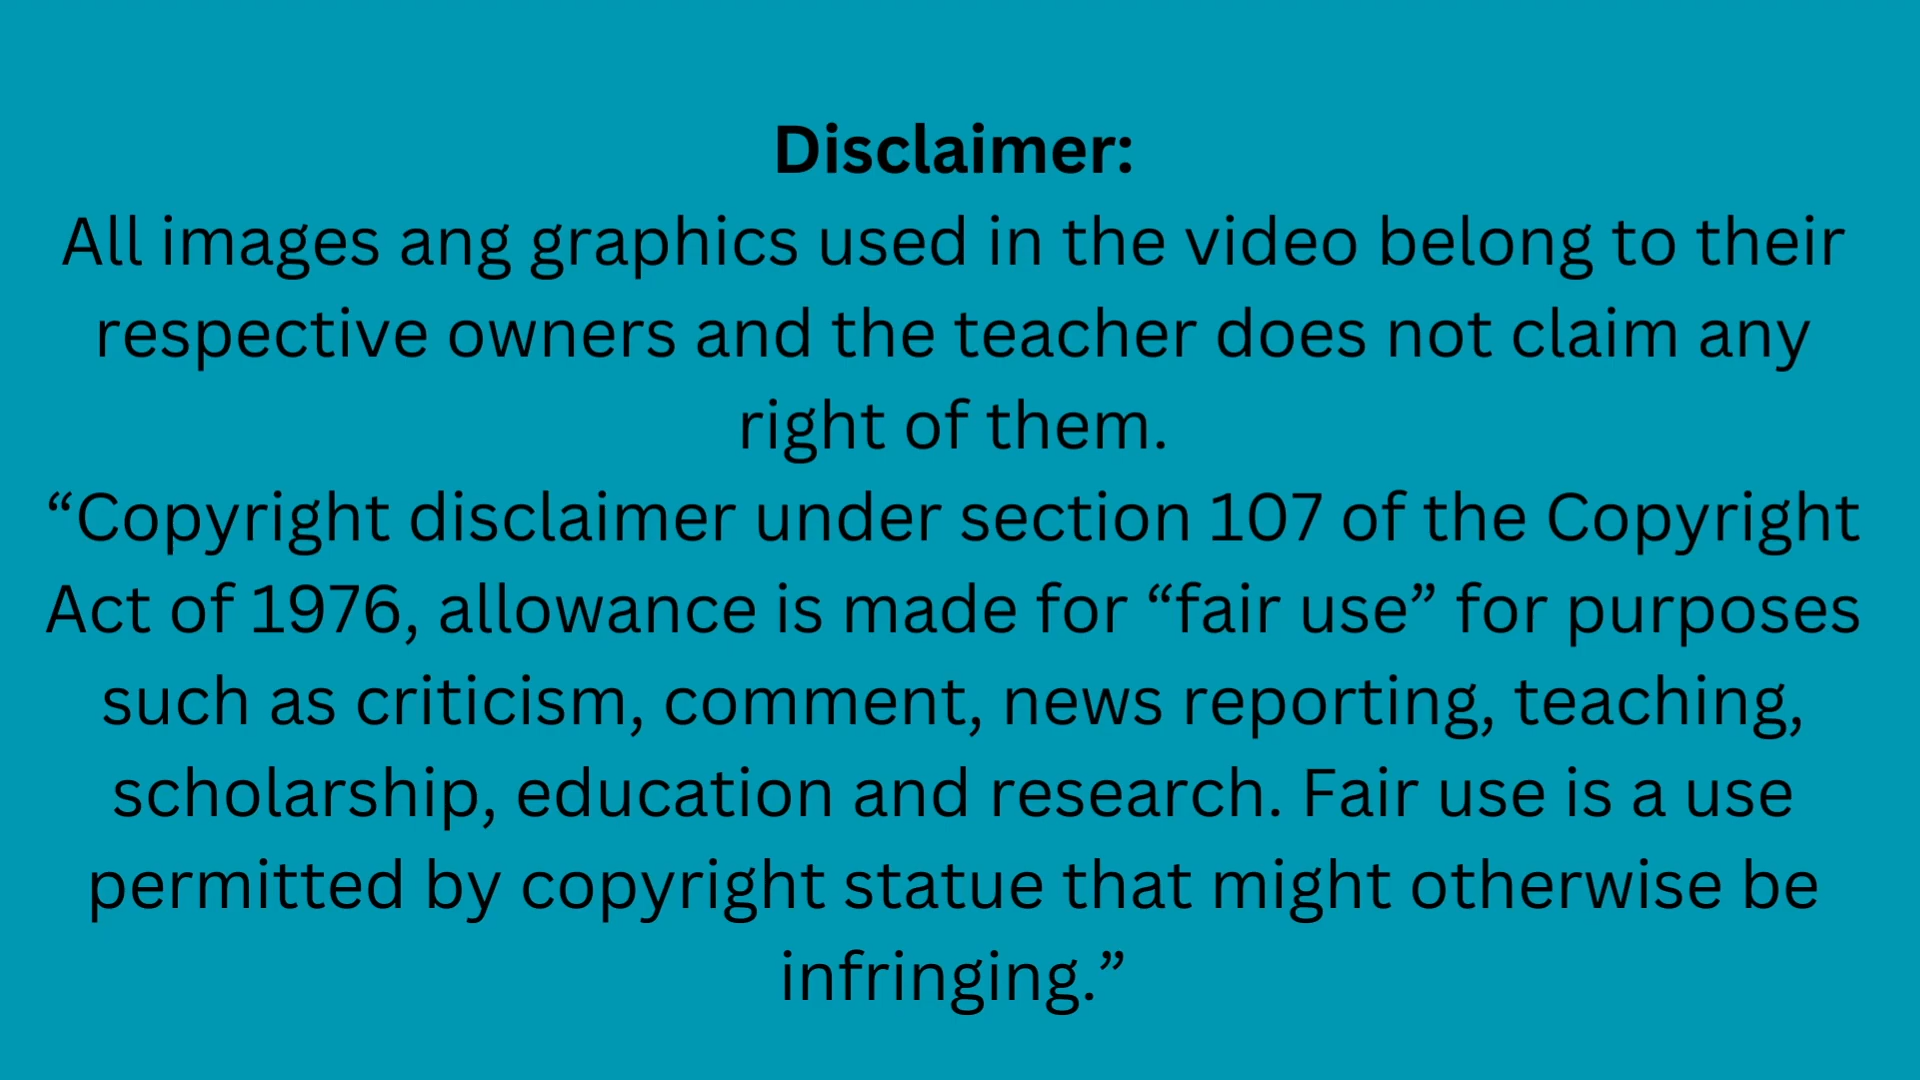 Disclaimer:
All images ang graphics used in the video belong to their
respective owners and the teacher does not claim any
right of them.
“Copyright disclaimer under section 107 of the Copyright
Act of 1976, allowance is made for “fair use” for purposes
such as criticism, comment, news reporting, teaching,
scholarship, education and research. Fair use is a use
permitted by copyright statue that might otherwise be
infringing.”